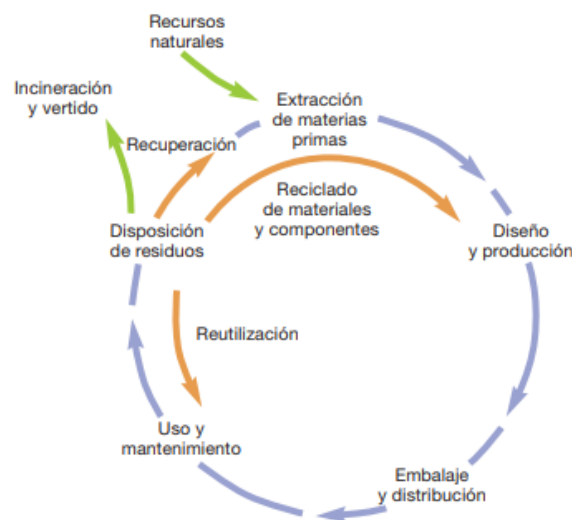 Recursos
naturales
Incineración
y vertido
Extracción
de materias
primas
Recuperación
Reciclado
de materiales
y componentes
Disposición
de residuos
Diseño
y producción
Reutilización
Uso y
mantenimiento
Embalaje
y distribución